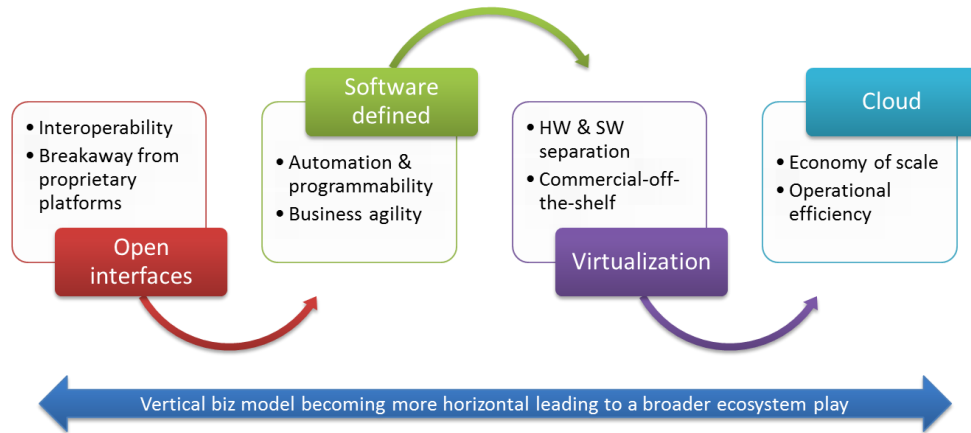 • Interoperability
• Breakaway from
proprietary
platforms
Open
interfaces
Software
defined
• Automation &
programmability
• Business agility
• HW & SW
separation
• Commercial-off-
the-shelf
Virtualization
Cloud
• Economy of scale
• Operational
efficiency
Vertical biz model becoming more horizontal leading to a broader ecosystem play